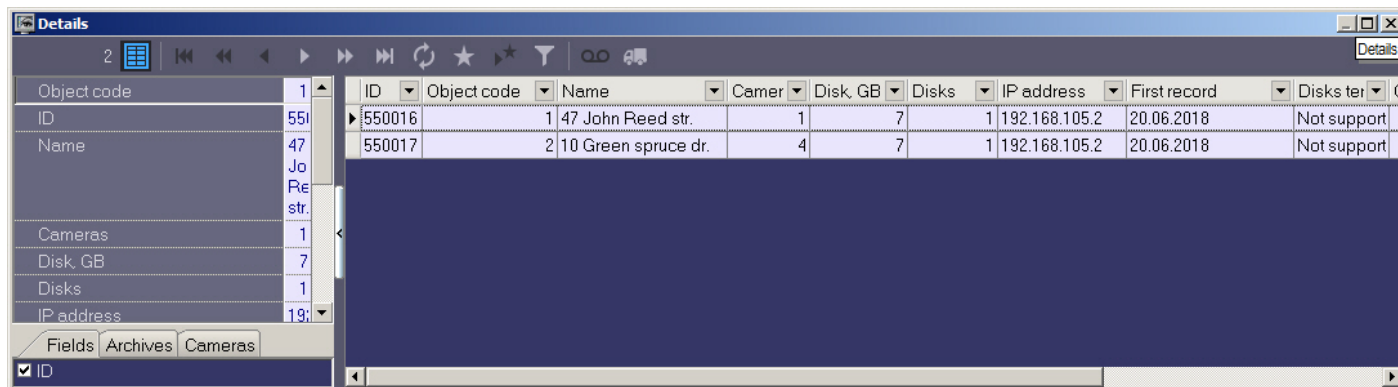 Details
2
Details
Object code 1
ID 55
Name 47
Jo
Re
str.
Cameras 1
Disk, GB 7
Disks 1
IP address 19
Fields Archives Cameras
ID
ID Object code Name Camer Disk, GB Disks IP address First record Disks ter
550016 1 47 John Reed str. 1 7 1 192.168.105.2 20.06.2018 Not support
550017 2 10 Green spruce dr. 4 7 1 192.168.105.2 20.06.2018 Not support